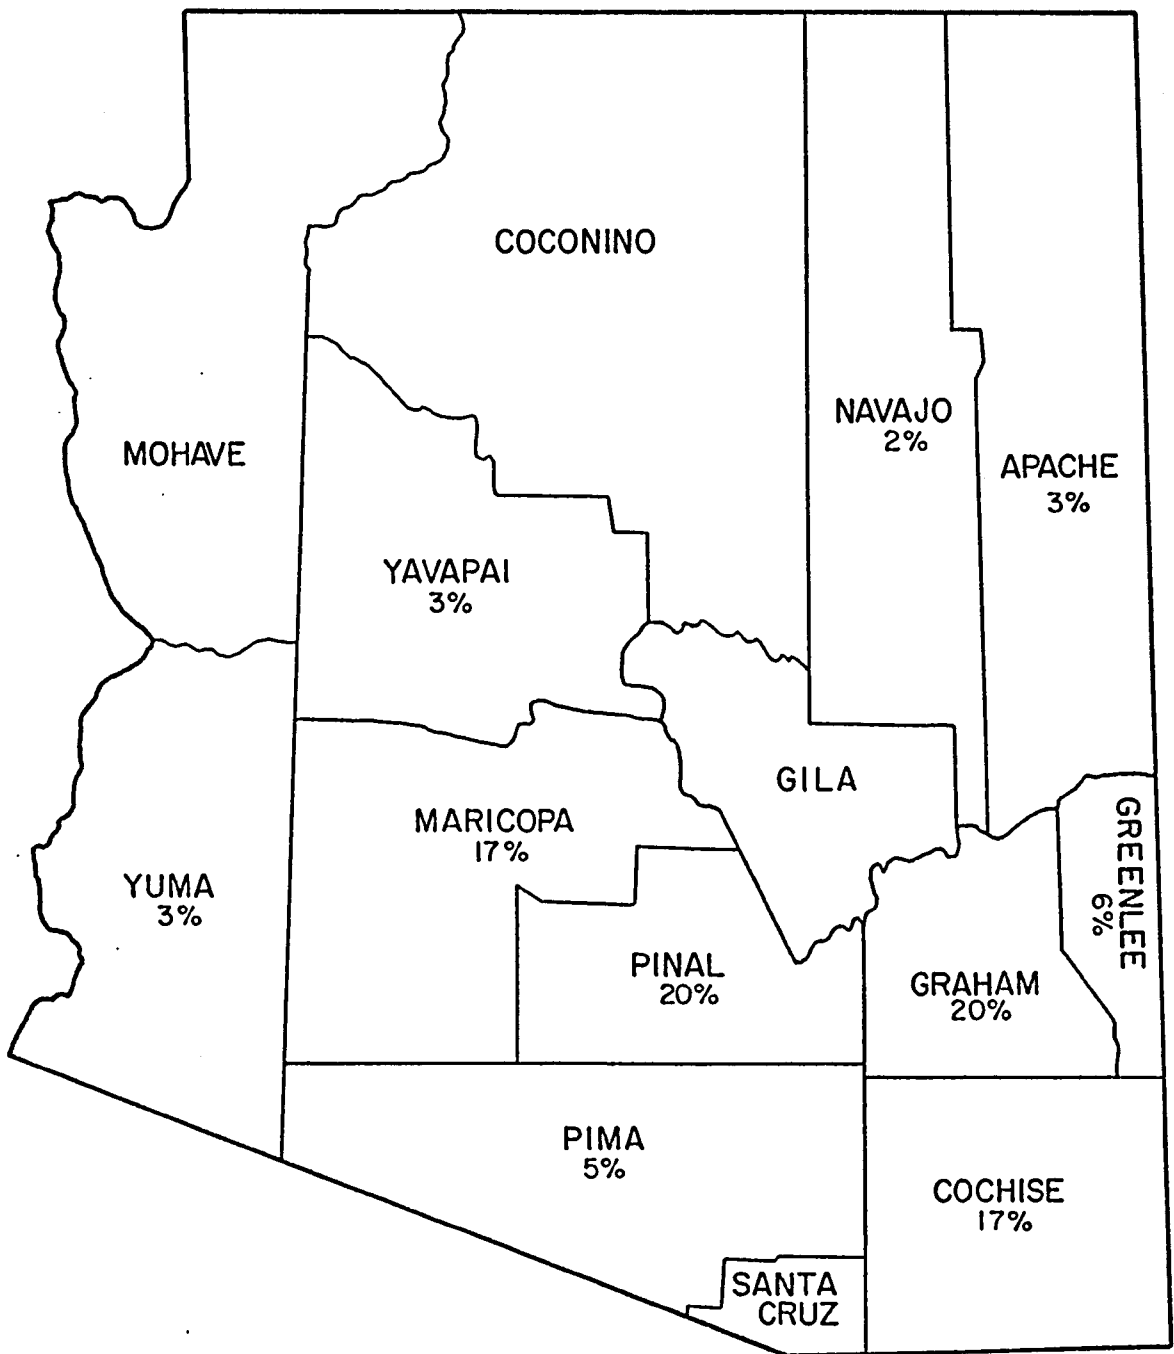 COCONINO
NAVAJO
2%
MOHAVE
APACHE
3%
YAVAPAI
3%
GILA
MARICOPA
17%
GREENLEE
6%
YUMA
3%
PINAL
20%
GRAHAM
20%
PIMA
5%
COCHISE
17%
SANTA
CRUZ